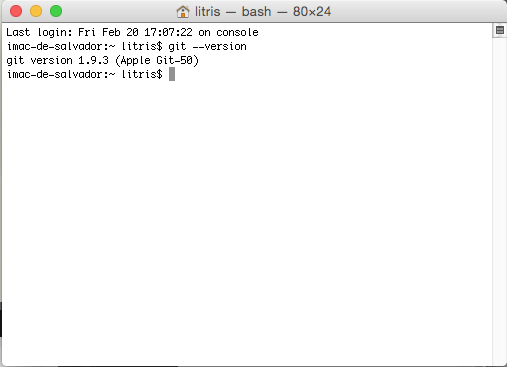 litris — bash — 80×24
Last login: Fri Feb 20 17:07:22 on console
imac-de-salvador:~ litris$ git --version
git version 1.9.3 (Apple Git-50)
imac-de-salvador:~ litris$